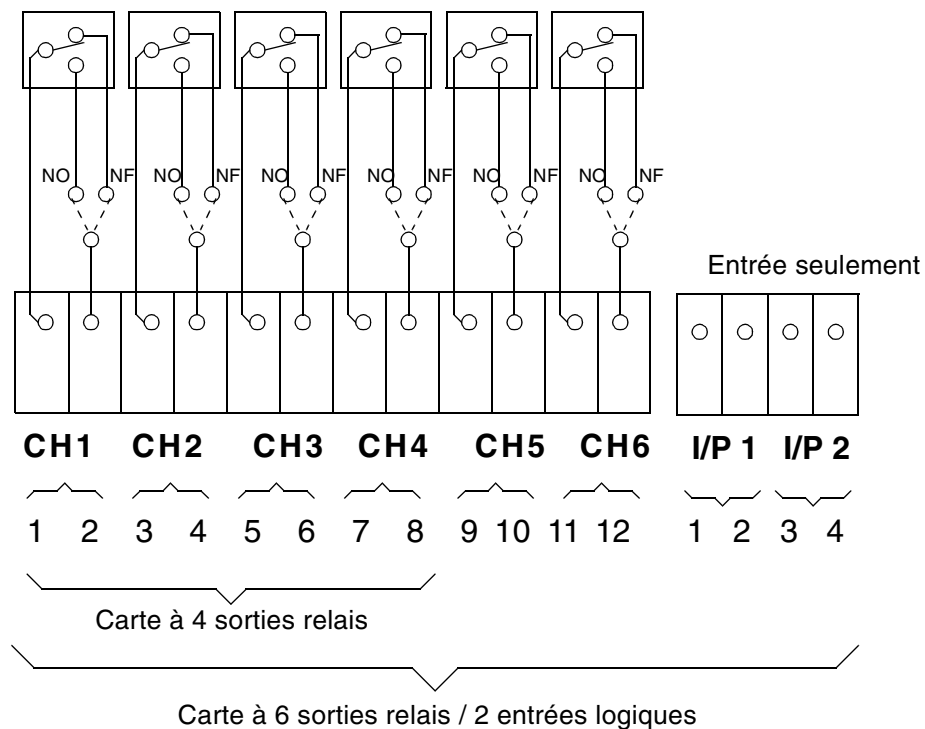 NO NF NO NF NO NF NO NF NO NF NO NF
Entrée seulement
CH1 CH2 CH3 CH4 CH5 CH6 I/P 1 I/P 2
1 2 3 4 5 6 7 8 9 10 11 12 1 2 3 4
Carte à 4 sorties relais
Carte à 6 sorties relais / 2 entrées logiques